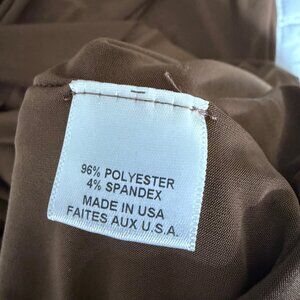 96% POLYESTER
4% SPANDEX
MADE IN USA
FAITES AUX U.S.A.